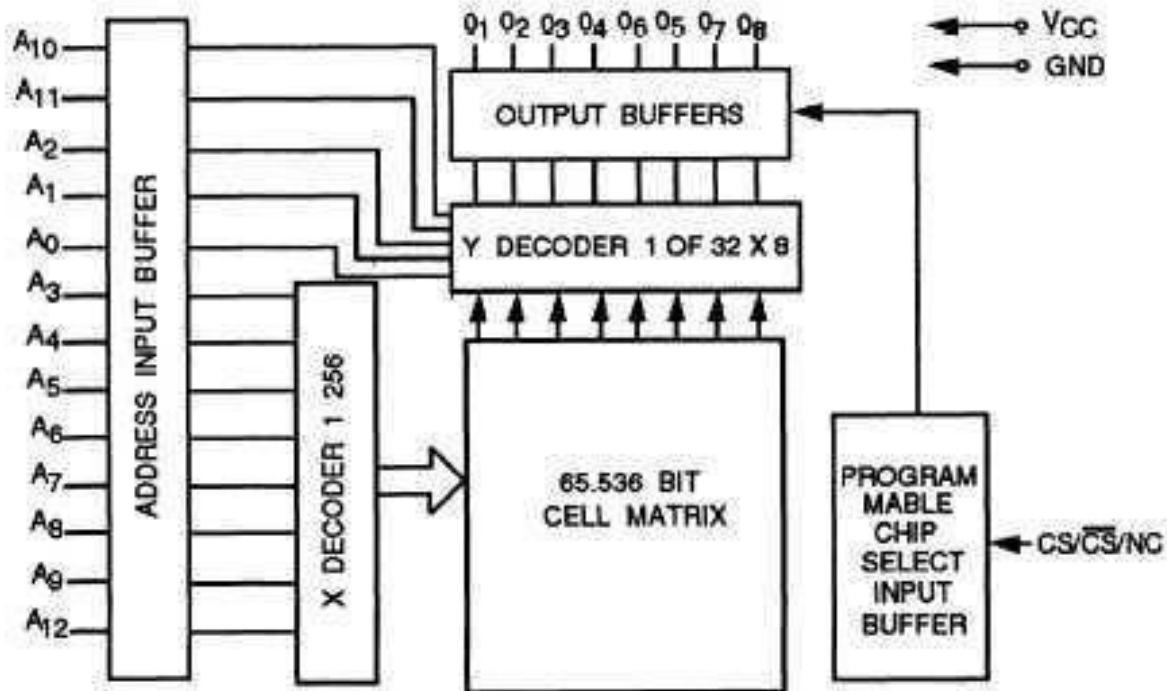 A10
A11
A2
A1
A0
A3
A4
A5
A6
A7
A8
A9
A12
ADDRESS INPUT BUFFER
X DECODER 1 256
O1 O2 O3 O4 O6 O5 O7 O8
OUTPUT BUFFERS
Y DECODER 1 OF 32 X 8
65.536 BIT
CELL MATRIX
VCC
GND
PROGRAM
MABLE
CHIP
SELECT
INPUT
BUFFER
CS/C̅S̅/NC